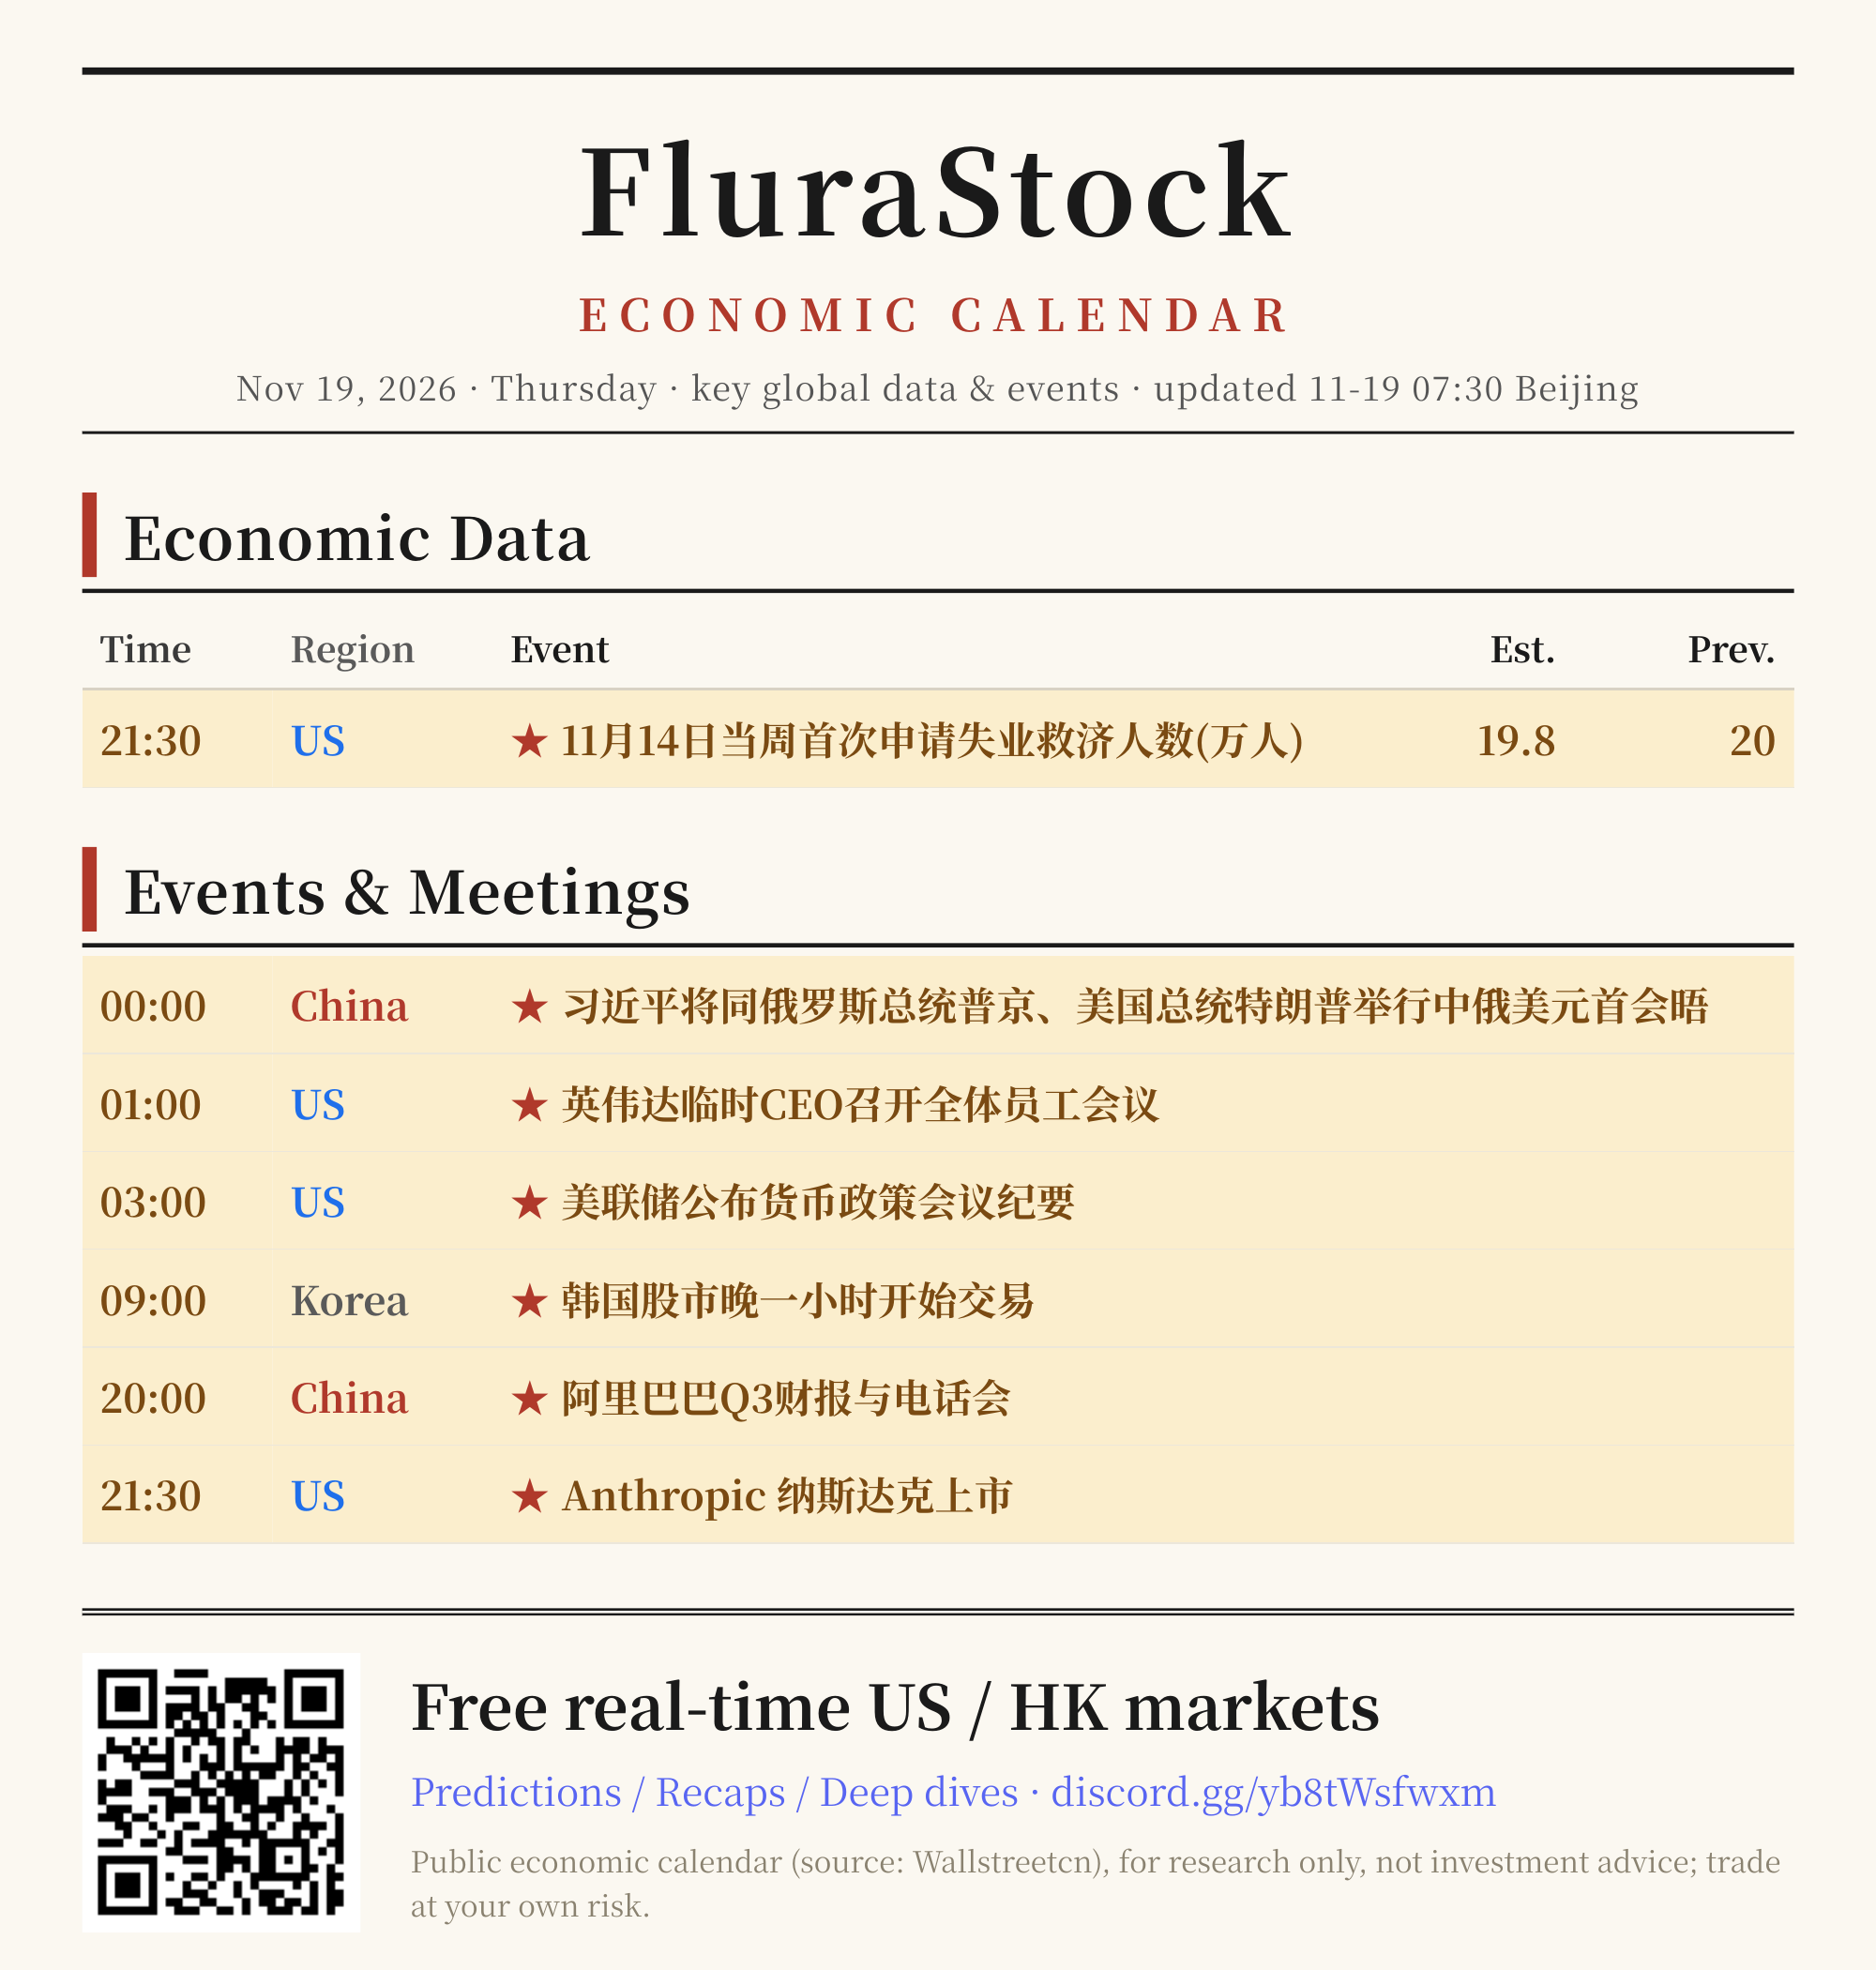 FluraStock
ECONOMIC CALENDAR
Nov 19, 2026 · Thursday · key global data & events · updated 11-19 07:30 Beijing
Economic Data
Time Region Event Est. Prev.
21:30 US ★ 11月14日当周首次申请失业救济人数(万人) 19.8 20
Events & Meetings
00:00 China ★ 习近平将同俄罗斯总统普京、美国总统特朗普举行中俄美元首会晤
01:00 US ★ 英伟达临时CEO召开全体员工会议
03:00 US ★ 美联储公布货币政策会议纪要
09:00 Korea ★ 韩国股市晚一小时开始交易
20:00 China ★ 阿里巴巴Q3财报与电话会
21:30 US ★ Anthropic 纳斯达克上市
Free real-time US / HK markets
Predictions / Recaps / Deep dives · discord.gg/yb8tWsfwxm
Public economic calendar (source: Wallstreetcn), for research only, not investment advice; trade
at your own risk.